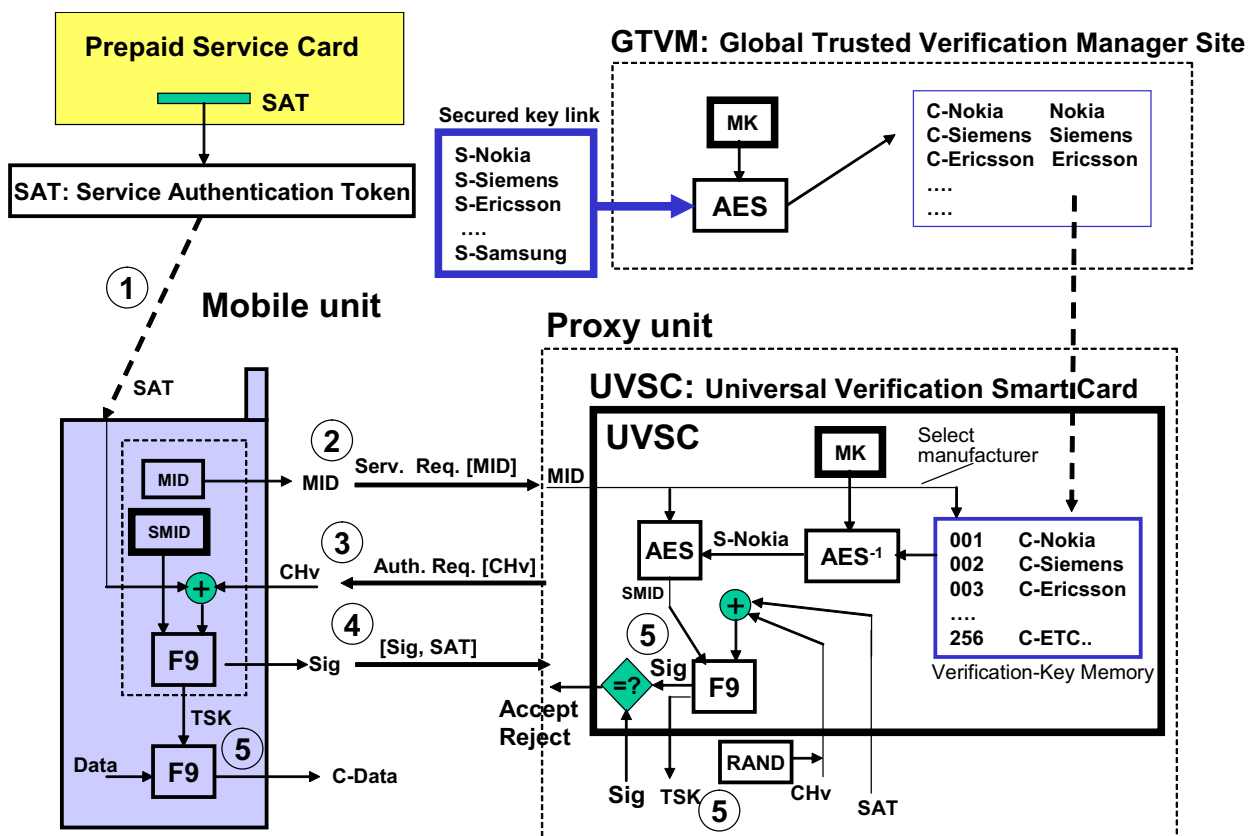 Prepaid Service Card
SAT
SAT: Service Authentication Token
GTVM: Global Trusted Verification Manager Site
Secured key link
S-Nokia
S-Siemens
S-Ericsson
....
S-Samsung
MK
AES
C-Nokia Nokia
C-Siemens Siemens
C-Ericsson Ericsson
....
....
1
Mobile unit
SAT
MID
SMID
+
F9
TSK
Data
F9
5
C-Data
2
MID
Serv. Req. [MID]
3
CHv
Auth. Req. [CHv]
4
Sig
[Sig, SAT]
Proxy unit
UVSC: Universal Verification Smart Card
UVSC
MID
MK
Select
manufacturer
AES
S-Nokia
AES-1
001 C-Nokia
002 C-Siemens
003 C-Ericsson
....
256 C-ETC..
Verification-Key Memory
SMID
+
5
Sig
F9
=?
Accept
Reject
Sig
TSK
5
RAND
CHv
SAT